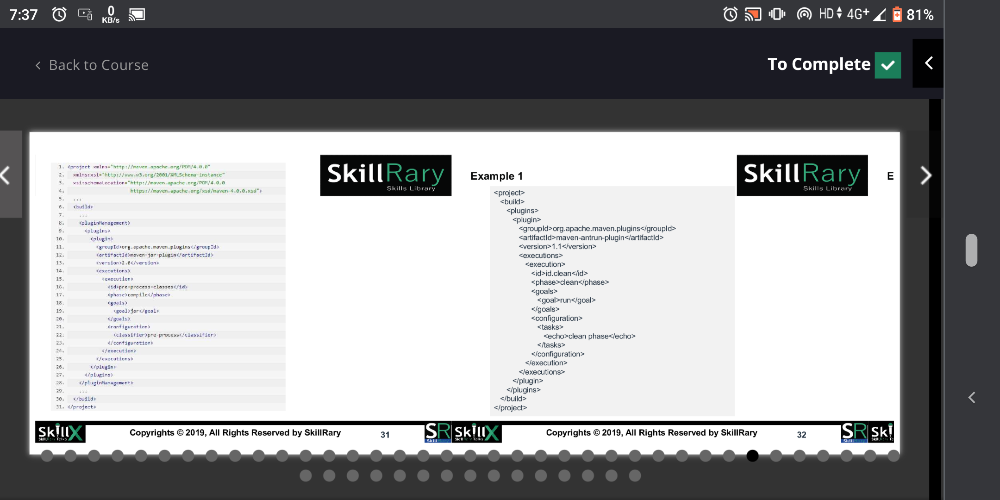 7:37
0
KB/s
HD 4G+ 81%
Back to Course
To Complete
1. <project xmlns="http://maven.apache.org/POM/4.0.0"
2. xmlns:xsi="http://www.w3.org/2001/XMLSchema-instance"
3. xsi:schemaLocation="http://maven.apache.org/POM/4.0.0
4. https://maven.apache.org/xsd/maven-4.0.0.xsd">
5. ...
6. <build>
7. ...
8. <pluginManagement>
9. <plugins>
10. <plugin>
11. <groupId>org.apache.maven.plugins</groupId>
12. <artifactId>maven-jar-plugin</artifactId>
13. <version>2.6</version>
14. <executions>
15. <execution>
16. <id>pre-process-classes</id>
17. <phase>compile</phase>
18. <goals>
19. <goal>jar</goal>
20. </goals>
21. <configuration>
22. <classifier>pre-process</classifier>
23. </configuration>
24. </execution>
25. </executions>
26. </plugin>
27. </plugins>
28. </pluginManagement>
29. ...
30. </build>
31. </project>
SkillRary
Skills Library
SkillX
SkillRary Talks
Copyrights © 2019, All Rights Reserved by SkillRary
31
SR
SkillRary
Example 1
SkillRary
Skills Library
<project>
<build>
<plugins>
<plugin>
<groupId>org.apache.maven.plugins</groupId>
<artifactId>maven-antrun-plugin</artifactId>
<version>1.1</version>
<executions>
<execution>
<id>id.clean</id>
<phase>clean</phase>
<goals>
<goal>run</goal>
</goals>
<configuration>
<tasks>
<echo>clean phase</echo>
</tasks>
</configuration>
</execution>
</executions>
</plugin>
</plugins>
</build>
</project>
SkillX
SkillRary Talks
Copyrights © 2019, All Rights Reserved by SkillRary
32
SR
SkillRary
E
Ski
SkillRary Ta